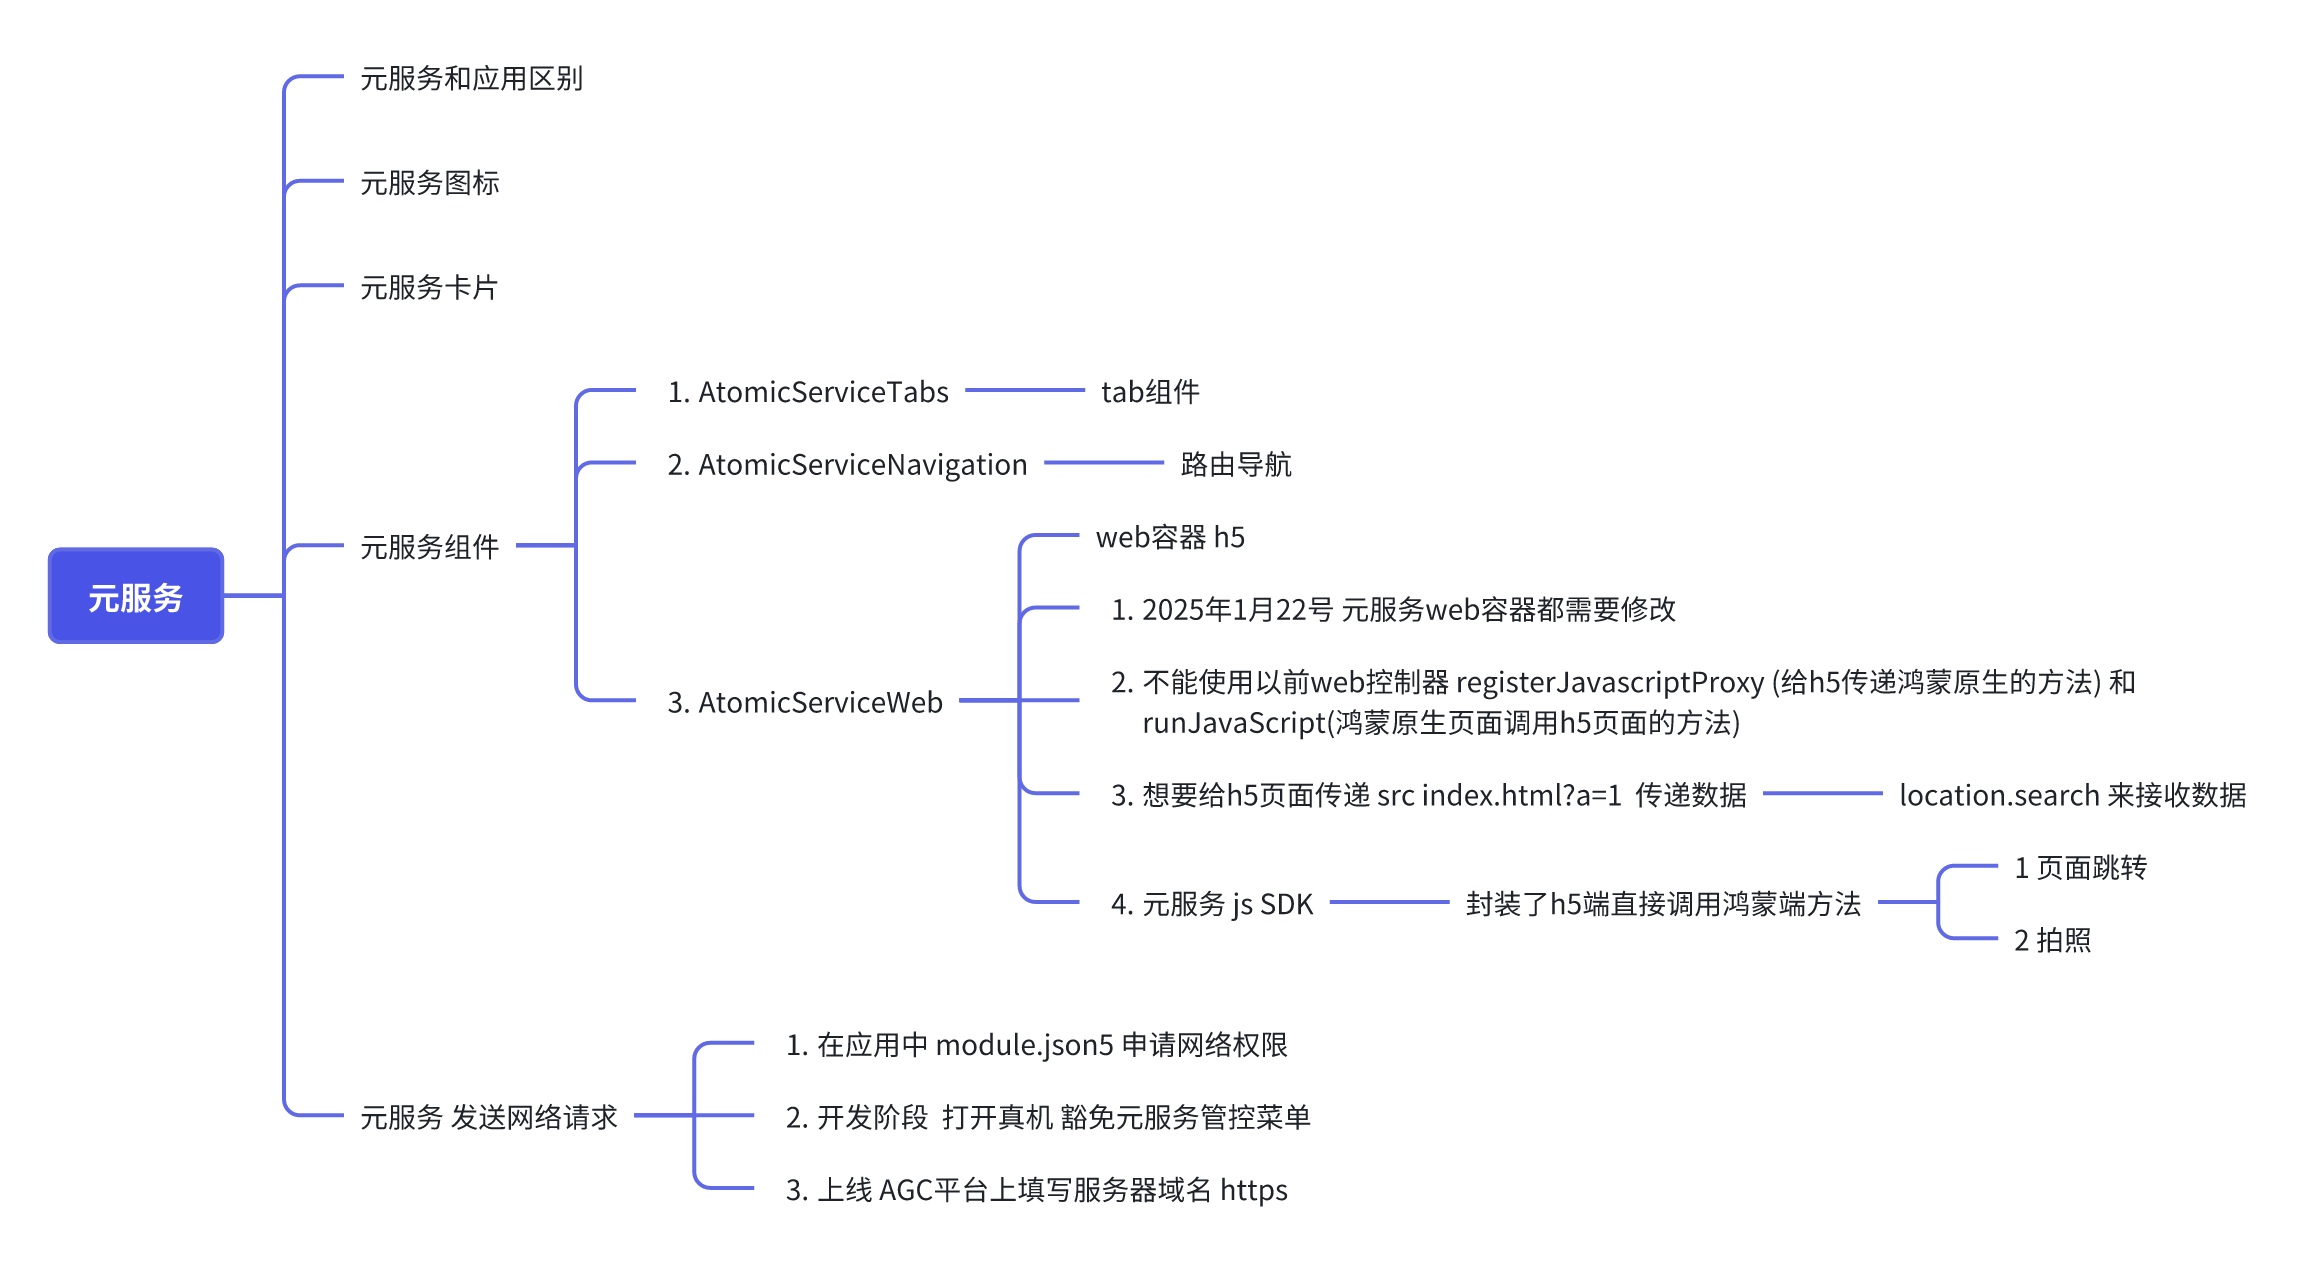 元服务
元服务和应用区别
元服务图标
元服务卡片
元服务组件
1. AtomicServiceTabs
tab组件
2. AtomicServiceNavigation
路由导航
3. AtomicServiceWeb
web容器 h5
1. 2025年1月22号 元服务web容器都需要修改
2. 不能使用以前web控制器 registerJavascriptProxy (给h5传递鸿蒙原生的方法) 和
runJavaScript(鸿蒙原生页面调用h5页面的方法)
3. 想要给h5页面传递 src index.html?a=1  传递数据
location.search 来接收数据
4. 元服务 js SDK
封装了h5端直接调用鸿蒙端方法
1 页面跳转
2 拍照
元服务 发送网络请求
1. 在应用中 module.json5 申请网络权限
2. 开发阶段  打开真机 豁免元服务管控菜单
3. 上线 AGC平台上填写服务器域名 https